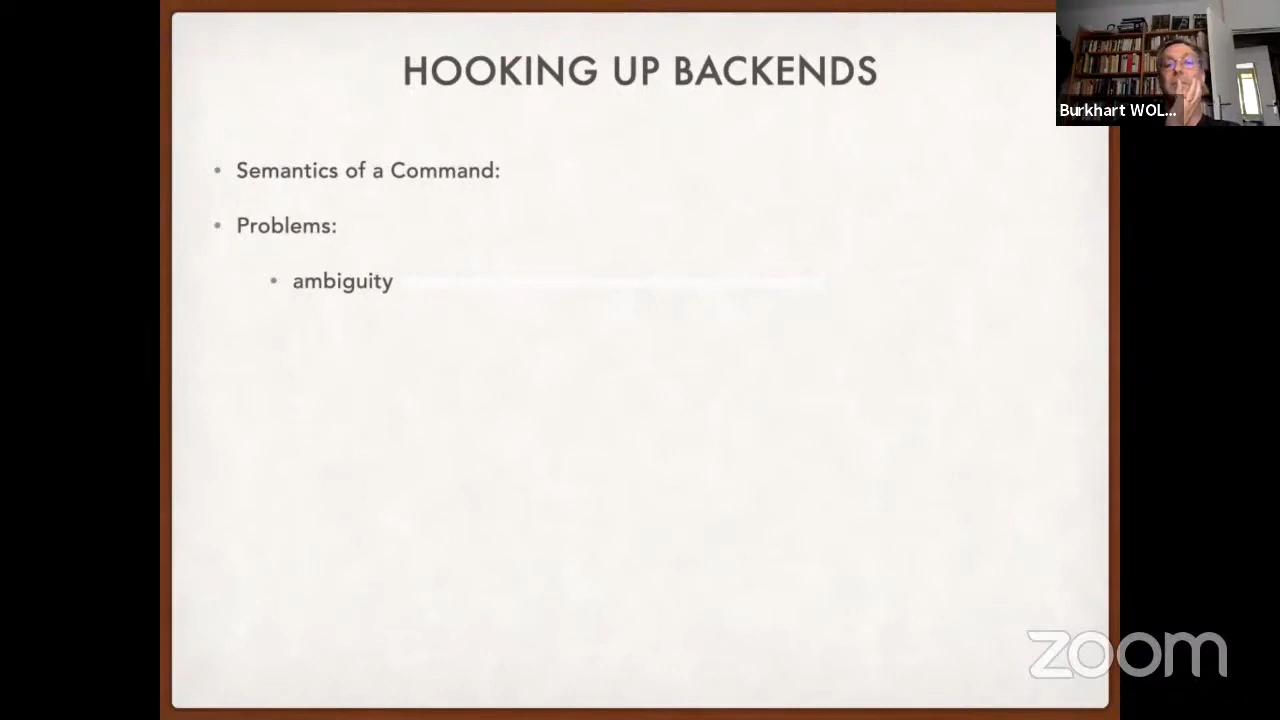 HOOKING UP BACKENDS
Burkhart WOL...
• Semantics of a Command:
• Problems:
• ambiguity
zoom